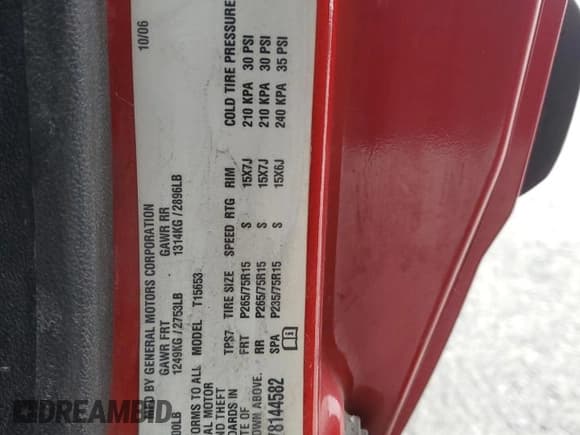 10/06
MFD BY GENERAL MOTORS CORPORATION
GAWR FRT GAWR RR
00LB 1249KG / 2753LB 1314KG / 2896LB
ORMS TO ALL MODEL T15653
AL MOTOR
AND THEFT TPS7 TIRE SIZE SPEED RTG RIM COLD TIRE PRESSURE
DARDS IN FRT P265/75R15 S 15X7J 210 KPA 30 PSI
TE OF RR P265/75R15 S 15X7J 210 KPA 30 PSI
OWN ABOVE. SPA P235/75R15 S 15X6J 240 KPA 35 PSI
78144582
DREAMBID